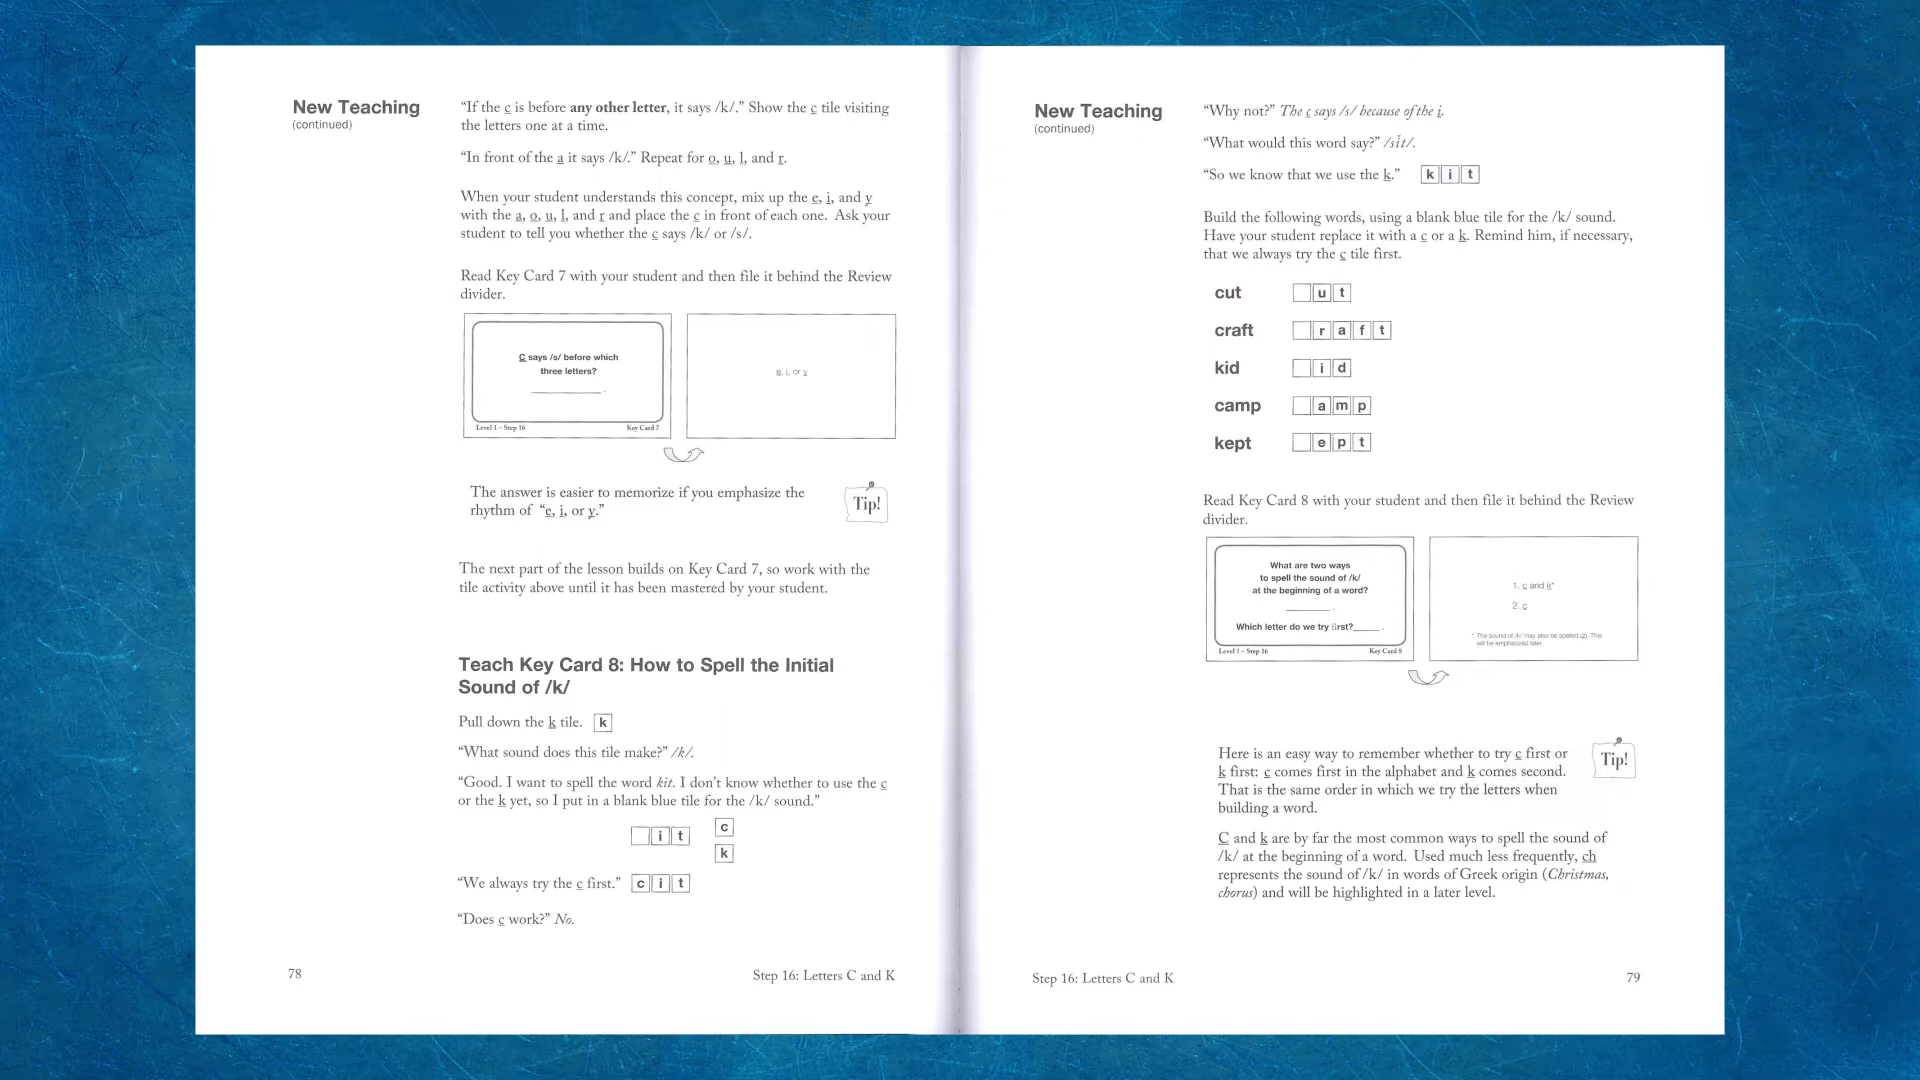 New Teaching
(continued)
“If the c is before any other letter, it says /k/.” Show the c tile visiting
the letters one at a time.
“In front of the a it says /k/.” Repeat for o, u, l, and r.
When your student understands this concept, mix up the e, i, and y
with the a, o, u, l, and r and place the c in front of each one. Ask your
student to tell you whether the c says /k/ or /s/.
Read Key Card 7 with your student and then file it behind the Review
divider.
C says /s/ before which
three letters?
____________ .
Level 1 – Step 16 Key Card 7
e, i, or y
The answer is easier to memorize if you emphasize the
rhythm of “e, i, or y.”
Tip!
The next part of the lesson builds on Key Card 7, so work with the
tile activity above until it has been mastered by your student.
Teach Key Card 8: How to Spell the Initial
Sound of /k/
Pull down the k tile. k
“What sound does this tile make?” /k/.
“Good. I want to spell the word kit. I don’t know whether to use the c
or the k yet, so I put in a blank blue tile for the /k/ sound.”
i t c
k
“We always try the c first.” c i t
“Does c work?” No.
78 Step 16: Letters C and K
New Teaching
(continued)
“Why not?” The c says /s/ because of the i.
“What would this word say?” /sĭt/.
“So we know that we use the k.” k i t
Build the following words, using a blank blue tile for the /k/ sound.
Have your student replace it with a c or a k. Remind him, if necessary,
that we always try the c tile first.
cut u t
craft r a f t
kid i d
camp a m p
kept e p t
Read Key Card 8 with your student and then file it behind the Review
divider.
What are two ways
to spell the sound of /k/
at the beginning of a word?
________ .
Which letter do we try first?_____ .
Level 1 – Step 16 Key Card 8
1. c and k*
2. c
* The sound of /k/ may also be spelled ch. This
will be emphasized later.
Here is an easy way to remember whether to try c first or
k first: c comes first in the alphabet and k comes second.
That is the same order in which we try the letters when
building a word.
Tip!
C and k are by far the most common ways to spell the sound of
/k/ at the beginning of a word. Used much less frequently, ch
represents the sound of /k/ in words of Greek origin (Christmas,
chorus) and will be highlighted in a later level.
Step 16: Letters C and K 79